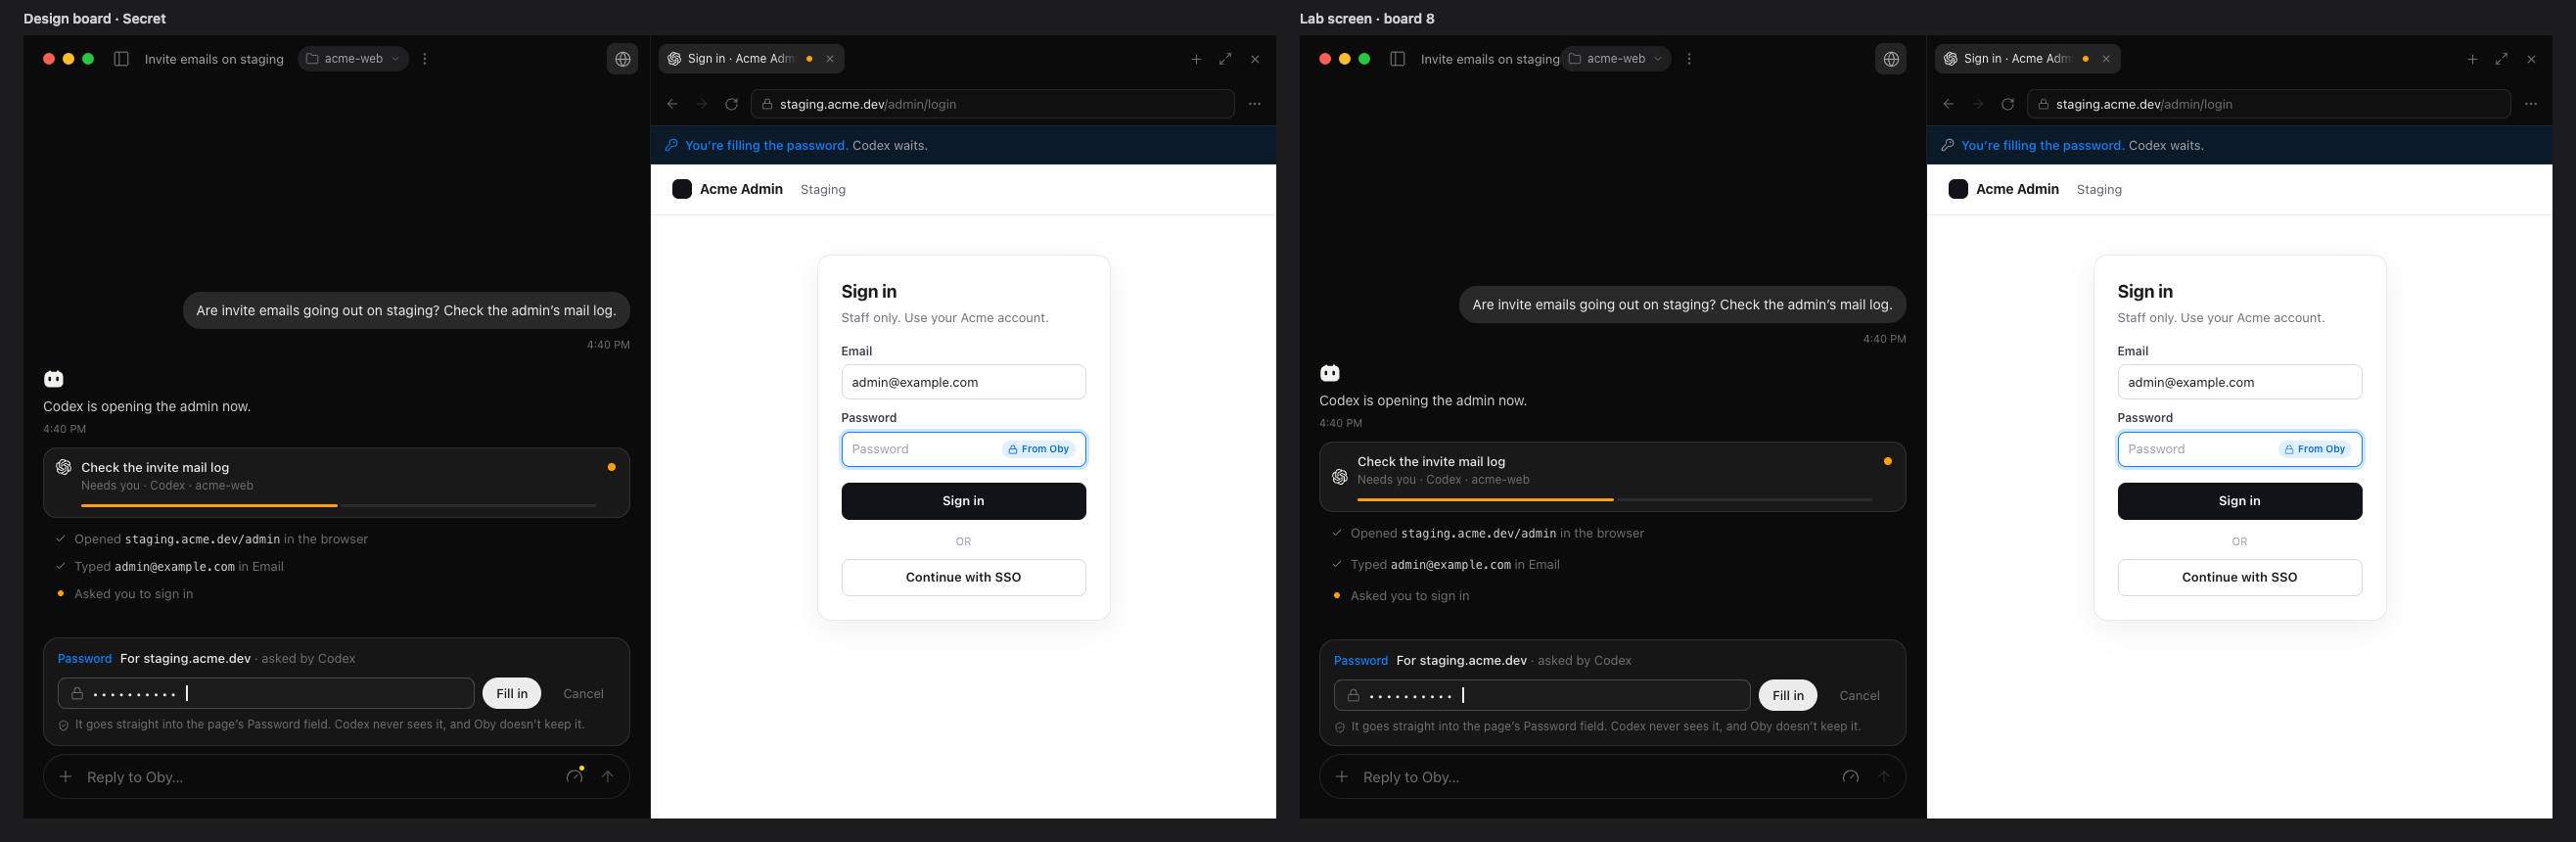 Design board · Secret
Invite emails on staging
acme-web
Sign in · Acme Adm
staging.acme.dev/admin/login
You're filling the password. Codex waits.
Acme Admin Staging
Are invite emails going out on staging? Check the admin's mail log.
4:40 PM
Codex is opening the admin now.
4:40 PM
Check the invite mail log
Needs you · Codex · acme-web
Opened staging.acme.dev/admin in the browser
Typed admin@example.com in Email
Asked you to sign in
Password For staging.acme.dev · asked by Codex
Fill in
Cancel
It goes straight into the page's Password field. Codex never sees it, and Oby doesn't keep it.
Reply to Oby...
Sign in
Staff only. Use your Acme account.
Email
admin@example.com
Password
Password
From Oby
Sign in
OR
Continue with SSO
Lab screen · board 8
Invite emails on staging
acme-web
Sign in · Acme Adm
staging.acme.dev/admin/login
You're filling the password. Codex waits.
Acme Admin Staging
Are invite emails going out on staging? Check the admin's mail log.
4:40 PM
Codex is opening the admin now.
4:40 PM
Check the invite mail log
Needs you · Codex · acme-web
Opened staging.acme.dev/admin in the browser
Typed admin@example.com in Email
Asked you to sign in
Password For staging.acme.dev · asked by Codex
Fill in
Cancel
It goes straight into the page's Password field. Codex never sees it, and Oby doesn't keep it.
Reply to Oby...
Sign in
Staff only. Use your Acme account.
Email
admin@example.com
Password
Password
From Oby
Sign in
OR
Continue with SSO